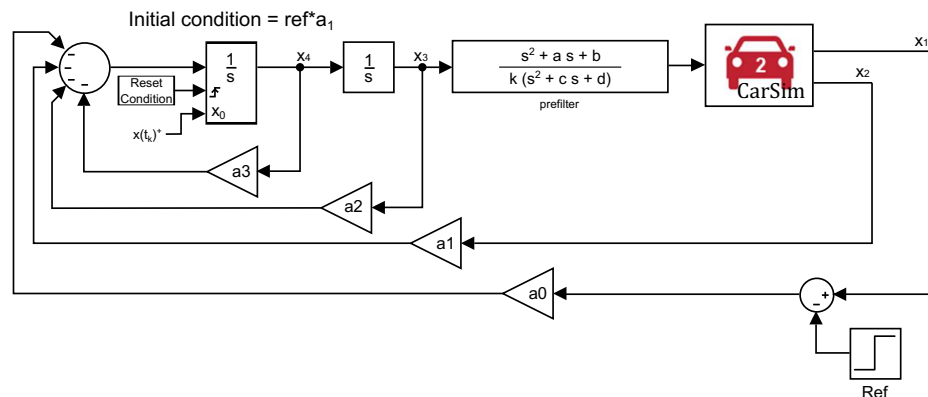 Initial condition = ref*a₁
x₁
x₂
1
s
x₄
1
s
x₃
s² + a s + b
k (s² + c s + d)
prefilter
2
CarSim
Reset
Condition
x₀
x(tₖ)⁺
a3
a2
a1
a0
Ref